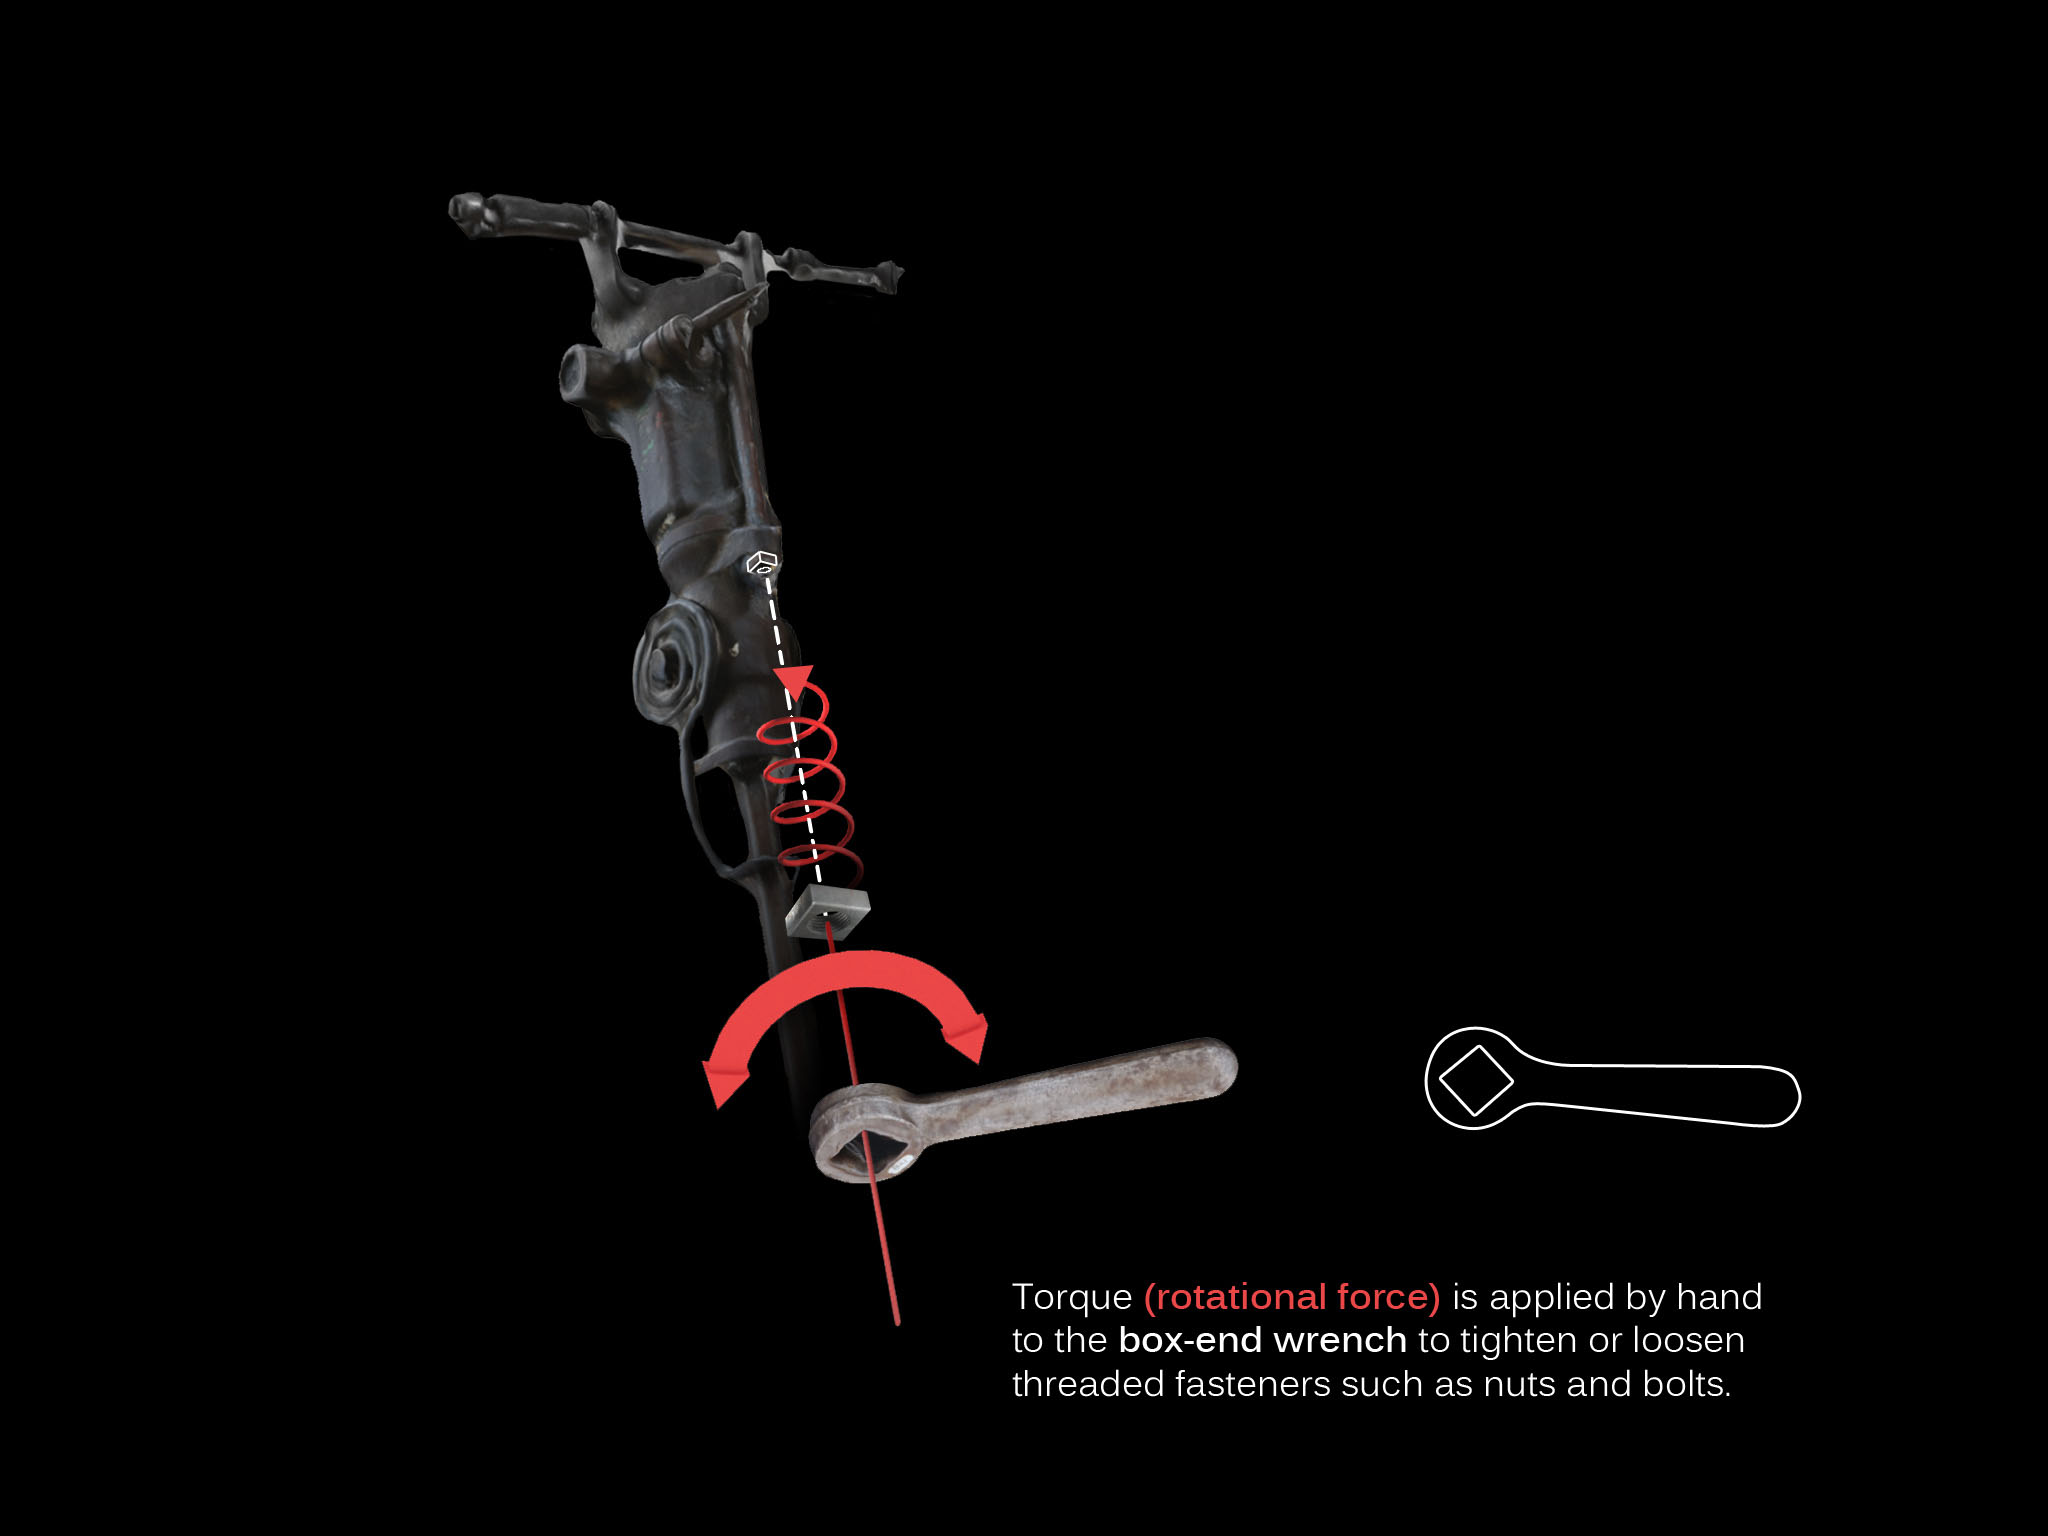 Torque (rotational force) is applied by hand
to the box-end wrench to tighten or loosen
threaded fasteners such as nuts and bolts.